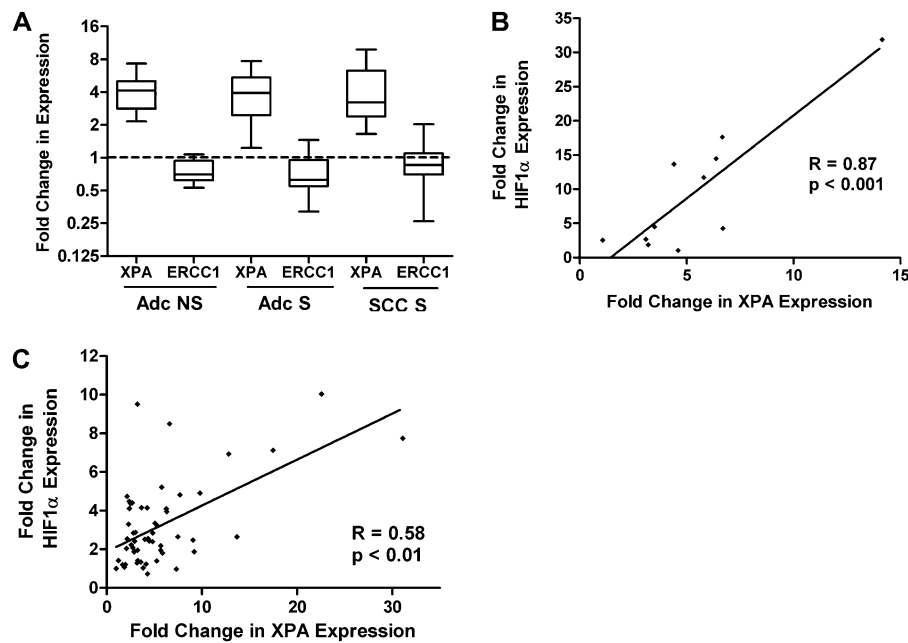 A
Fold Change in Expression
16
8
4
2
1
0.5
0.25
0.125
XPA ERCC1 XPA ERCC1 XPA ERCC1
Adc NS Adc S SCC S
B
Fold Change in
HIF1α Expression
35
30
25
20
15
10
5
0
R = 0.87
p < 0.001
0 5 10 15
Fold Change in XPA Expression
C
Fold Change in
HIF1α Expression
12
10
8
6
4
2
0
R = 0.58
p < 0.01
0 10 20 30
Fold Change in XPA Expression